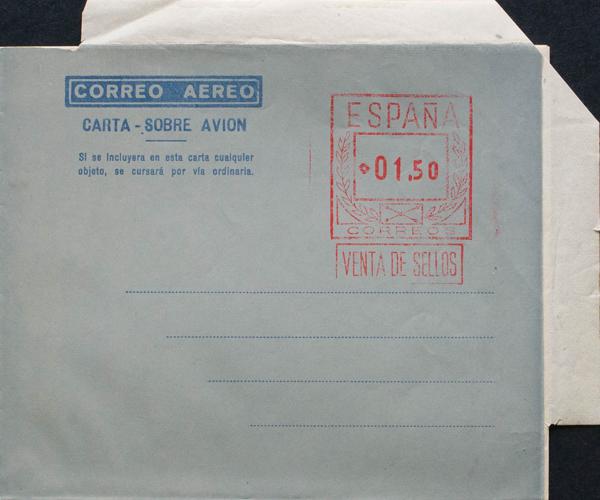 CORREO AEREO
CARTA - SOBRE AVION
Si se incluyera en esta carta cualquier
objeto, se cursará por vía ordinaria.
ESPAÑA
01,50
CORREOS
VENTA DE SELLOS